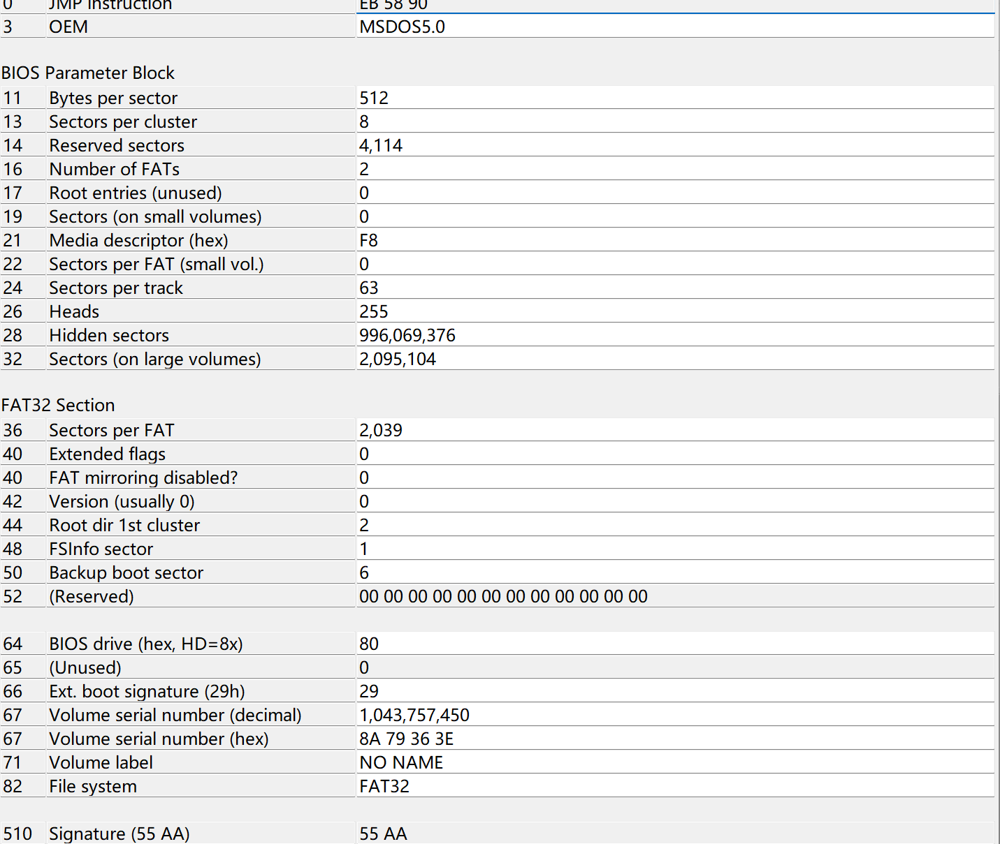 0 JMP instruction EB 58 90
3 OEM MSDOS5.0
BIOS Parameter Block
11 Bytes per sector 512
13 Sectors per cluster 8
14 Reserved sectors 4,114
16 Number of FATs 2
17 Root entries (unused) 0
19 Sectors (on small volumes) 0
21 Media descriptor (hex) F8
22 Sectors per FAT (small vol.) 0
24 Sectors per track 63
26 Heads 255
28 Hidden sectors 996,069,376
32 Sectors (on large volumes) 2,095,104
FAT32 Section
36 Sectors per FAT 2,039
40 Extended flags 0
40 FAT mirroring disabled? 0
42 Version (usually 0) 0
44 Root dir 1st cluster 2
48 FSInfo sector 1
50 Backup boot sector 6
52 (Reserved) 00 00 00 00 00 00 00 00 00 00 00 00
64 BIOS drive (hex, HD=8x) 80
65 (Unused) 0
66 Ext. boot signature (29h) 29
67 Volume serial number (decimal) 1,043,757,450
67 Volume serial number (hex) 8A 79 36 3E
71 Volume label NO NAME
82 File system FAT32
510 Signature (55 AA) 55 AA